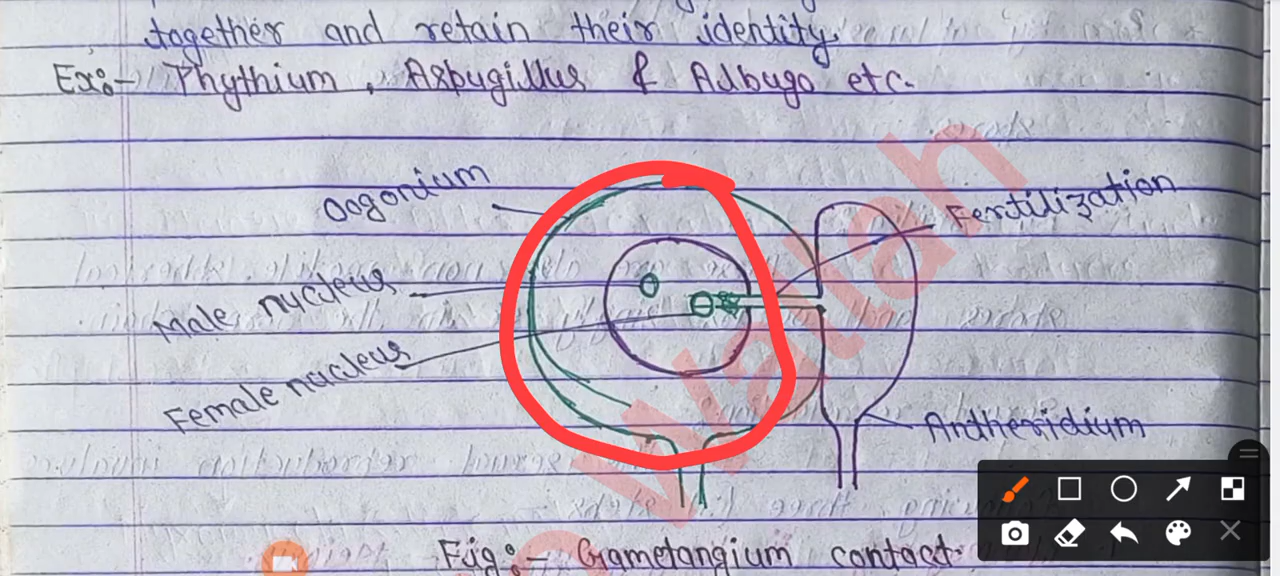 together and retain their identity.
Ex:- Phythium, Aspugillus & Albugo etc.
Oogonium
Fertilization
Male nucleus
Female nucleus
Antheridium
Fig:- Gametangium contact.
Wallah